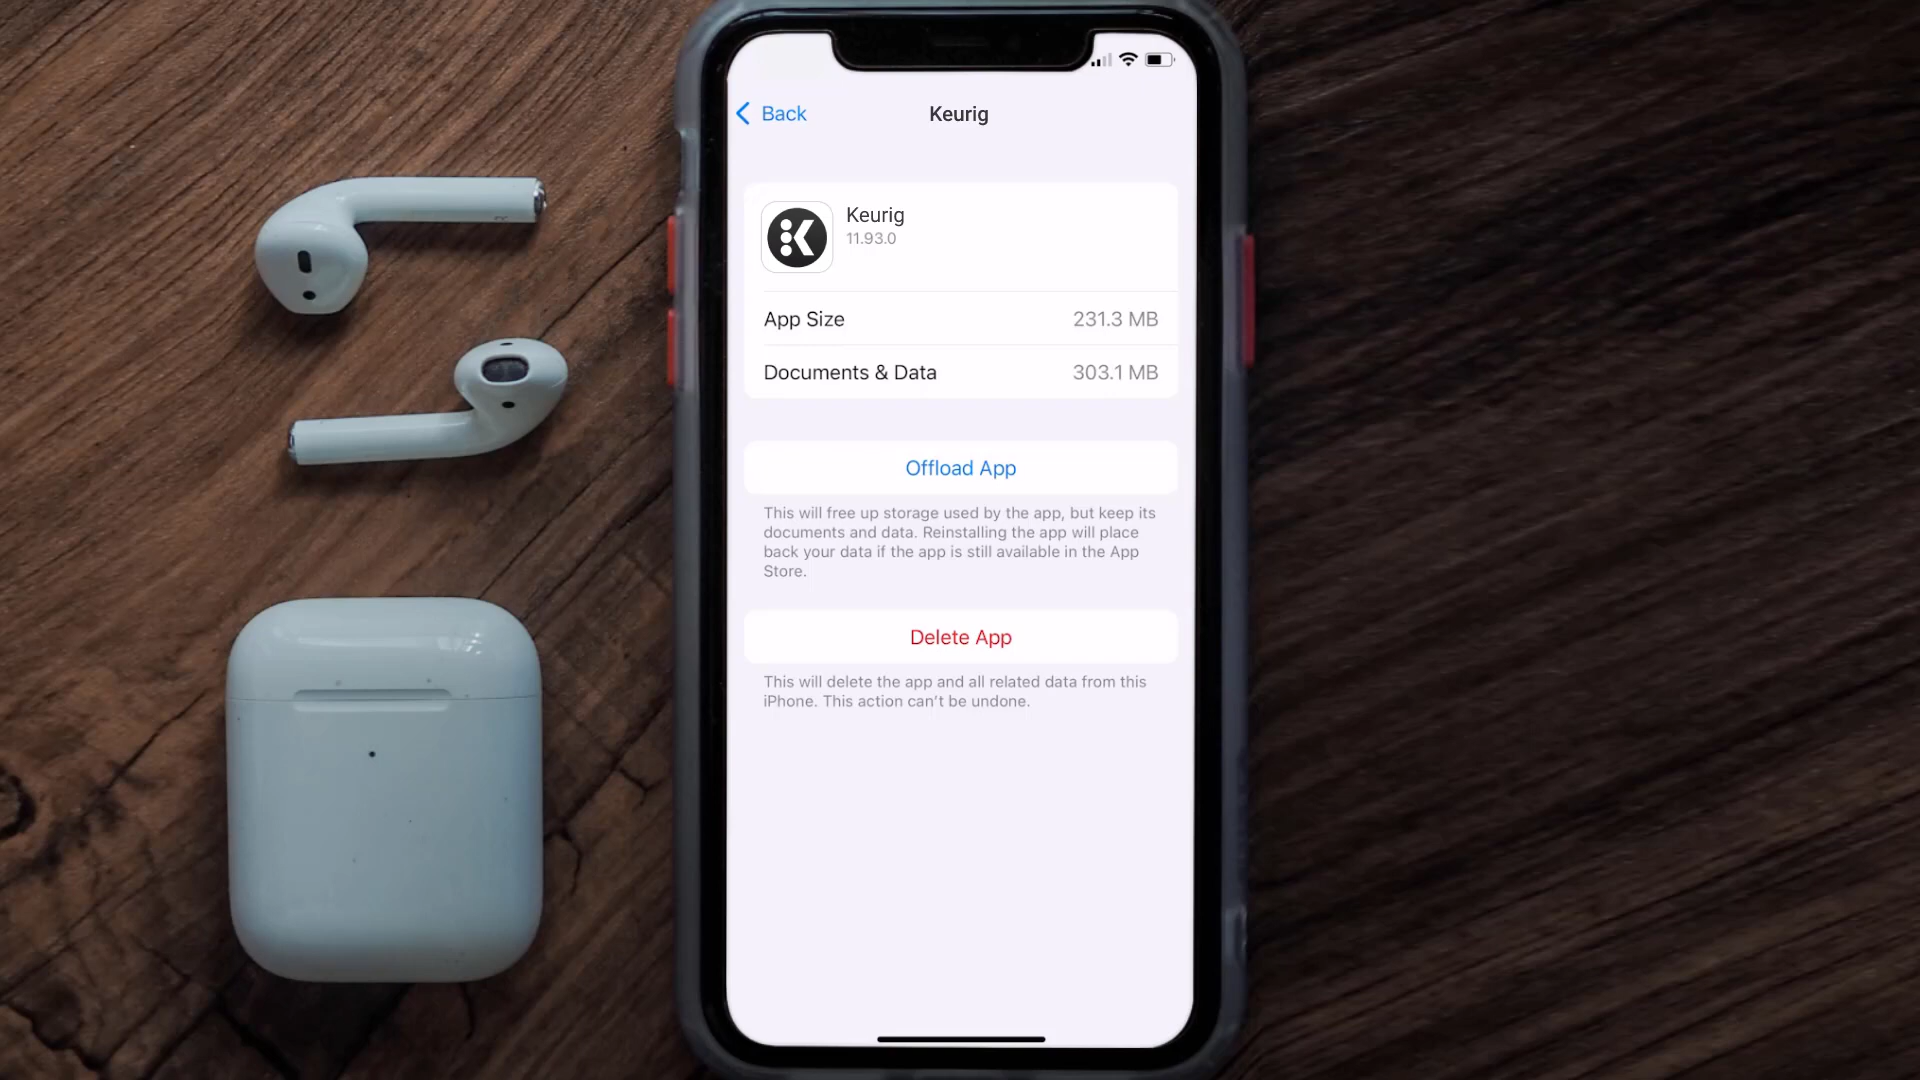 Back
Keurig
Keurig
11.93.0
App Size 231.3 MB
Documents & Data 303.1 MB
Offload App
This will free up storage used by the app, but keep its
documents and data. Reinstalling the app will place
back your data if the app is still available in the App
Store.
Delete App
This will delete the app and all related data from this
iPhone. This action can't be undone.